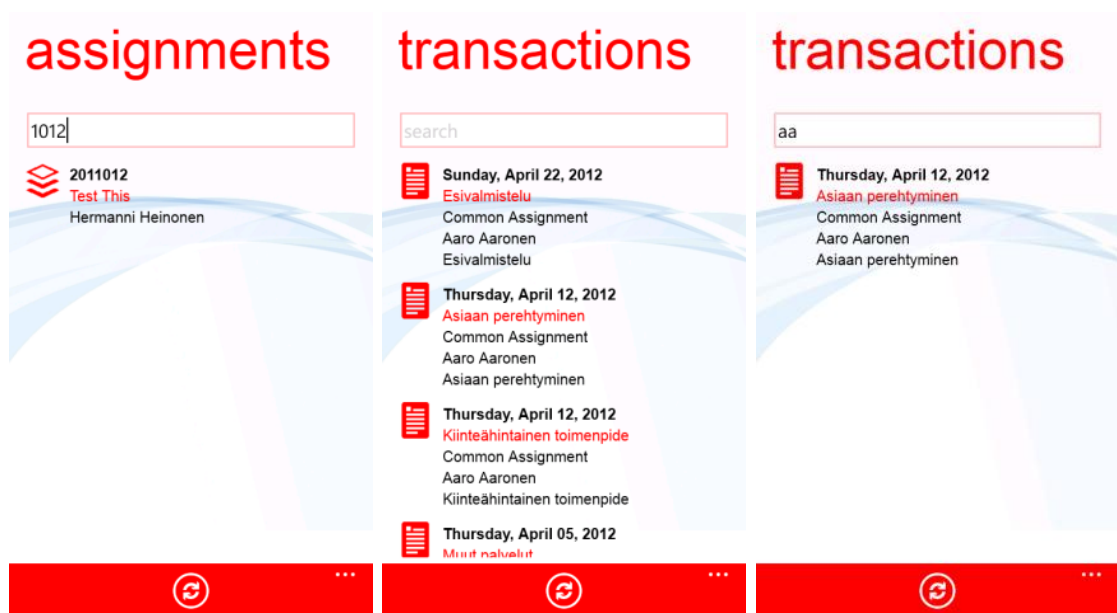 assignments
1012
2011012
Test This
Hermanni Heinonen
transactions
search
Sunday, April 22, 2012
Esivalmistelu
Common Assignment
Aaro Aaronen
Esivalmistelu
Thursday, April 12, 2012
Asiaan perehtyminen
Common Assignment
Aaro Aaronen
Asiaan perehtyminen
Thursday, April 12, 2012
Kiinteähintainen toimenpide
Common Assignment
Aaro Aaronen
Kiinteähintainen toimenpide
Thursday, April 05, 2012
Muut palvelut
transactions
aa
Thursday, April 12, 2012
Asiaan perehtyminen
Common Assignment
Aaro Aaronen
Asiaan perehtyminen